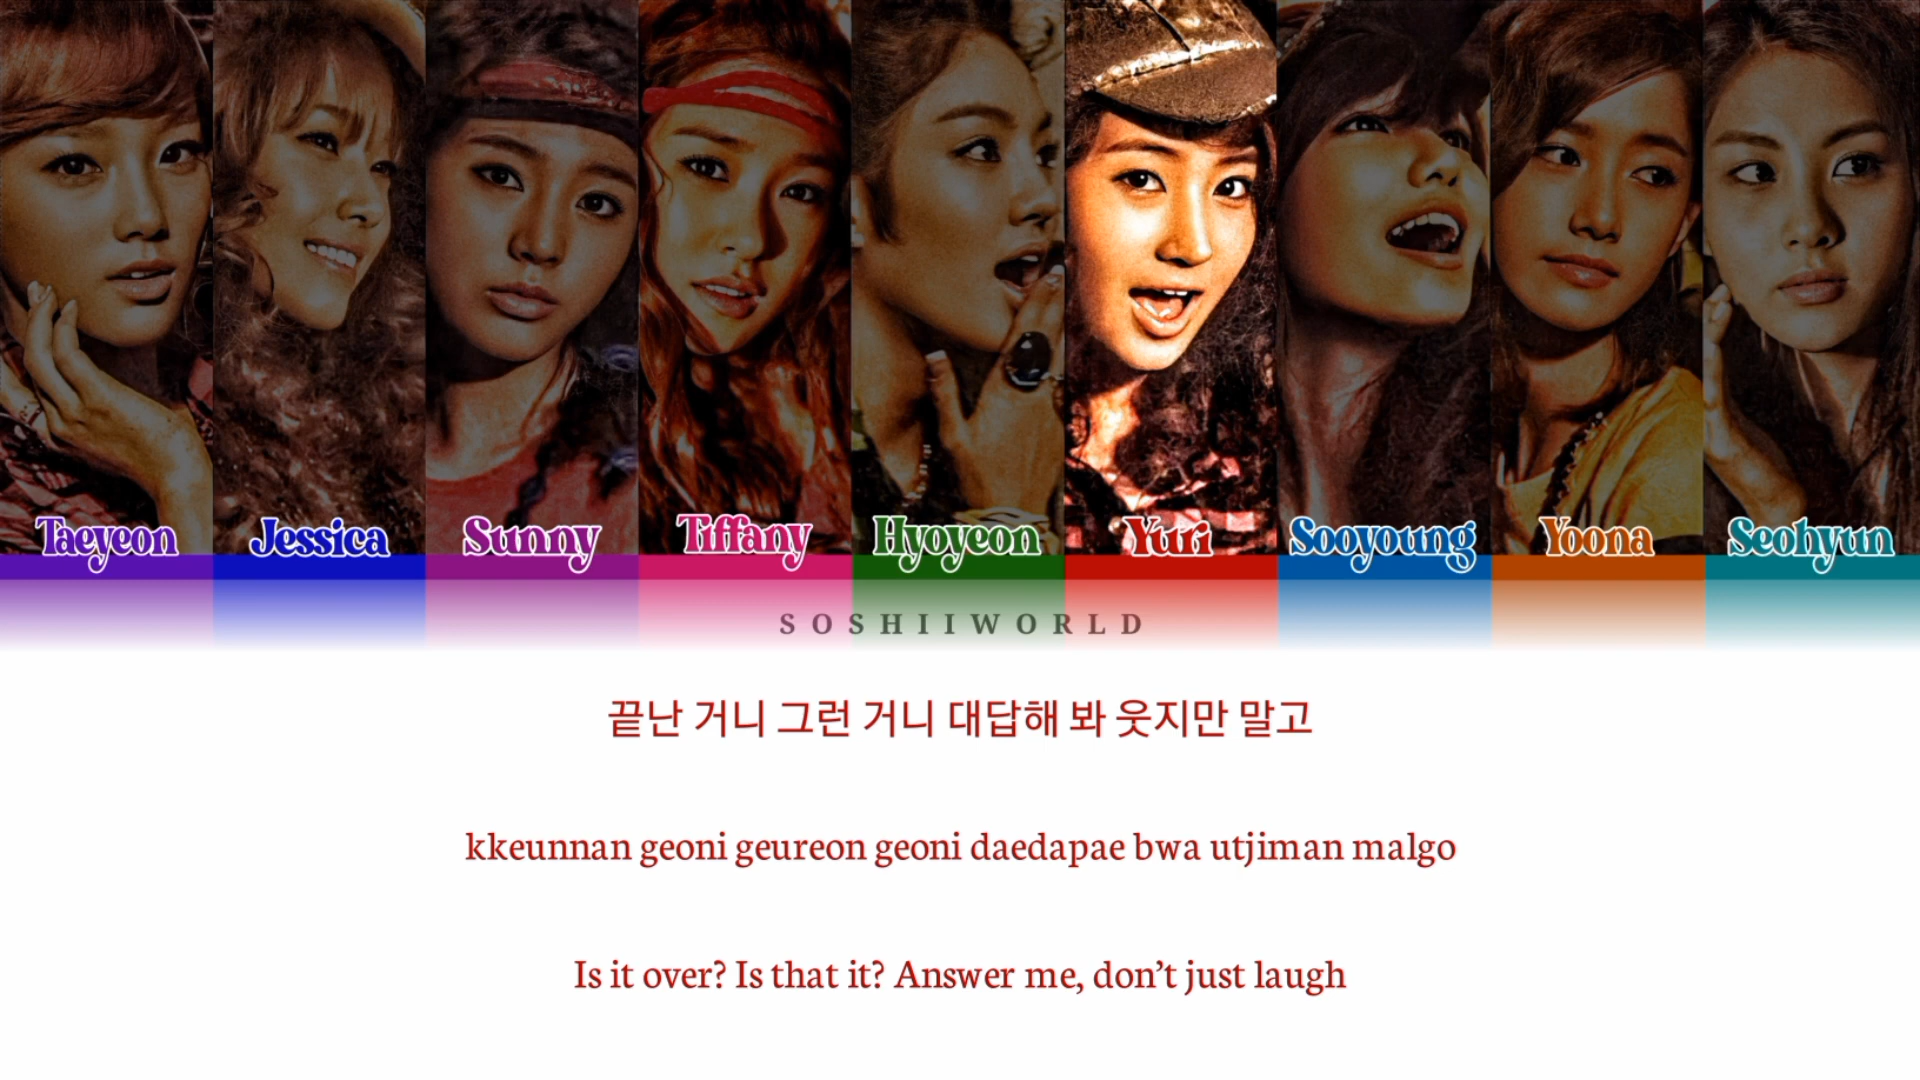 Taeyeon Jessica Sunny Tiffany Hyoyeon Yuri Sooyoung Yoona Seohyun
SOSHIIWORLD
끝난 거니 그런 거니 대답해 봐 웃지만 말고
kkeunnan geoni geureon geoni daedapae bwa utjiman malgo
Is it over? Is that it? Answer me, don’t just laugh